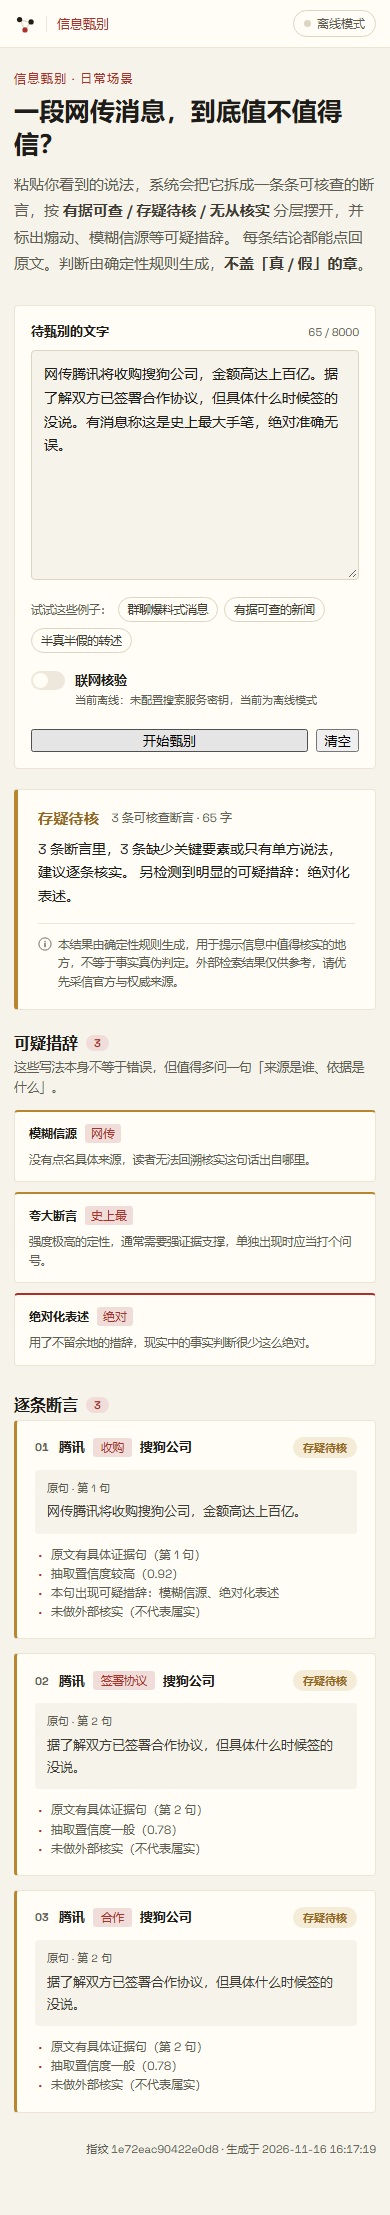 信息甄别
离线模式
信息甄别 · 日常场景
一段网传消息，到底值不值得
信？
粘贴你看到的说法，系统会把它拆成一条条可核查的断
言，按 有据可查 / 存疑待核 / 无从核实 分层摆开，并
标出煽动、模糊信源等可疑措辞。 每条结论都能点回
原文。判断由确定性规则生成，不盖「真 / 假」的章。
待甄别的文字
65 / 8000
网传腾讯将收购搜狗公司，金额高达上百亿。据
了解双方已签署合作协议，但具体什么时候签的
没说。有消息称这是史上最大手笔，绝对准确无
误。
试试这些例子：
群聊爆料式消息
有据可查的新闻
半真半假的转述
联网核验
当前离线：未配置搜索服务密钥，当前为离线模式
开始甄别
清空
存疑待核
3 条可核查断言 · 65 字
3 条断言里，3 条缺少关键要素或只有单方说法，
建议逐条核实。 另检测到明显的可疑措辞：绝对化
表述。
本结果由确定性规则生成，用于提示信息中值得核实的地
方，不等于事实真伪判定。外部检索结果仅供参考，请优
先采信官方与权威来源。
可疑措辞
3
这些写法本身不等于错误，但值得多问一句「来源是谁、依据是
什么」。
模糊信源
网传
没有点名具体来源，读者无法回溯核实这句话出自哪里。
夸大断言
史上最
强度极高的定性，通常需要强证据支撑，单独出现时应当打个问
号。
绝对化表述
绝对
用了不留余地的措辞，现实中的事实判断很少这么绝对。
逐条断言
3
01
腾讯
收购
搜狗公司
存疑待核
原句 · 第 1 句
网传腾讯将收购搜狗公司，金额高达上百亿。
原文有具体证据句（第 1 句）
抽取置信度较高（0.92）
本句出现可疑措辞：模糊信源、绝对化表述
未做外部核实（不代表属实）
02
腾讯
签署协议
搜狗公司
存疑待核
原句 · 第 2 句
据了解双方已签署合作协议，但具体什么时候签的
没说。
原文有具体证据句（第 2 句）
抽取置信度一般（0.78）
未做外部核实（不代表属实）
03
腾讯
合作
搜狗公司
存疑待核
原句 · 第 2 句
据了解双方已签署合作协议，但具体什么时候签的
没说。
原文有具体证据句（第 2 句）
抽取置信度一般（0.78）
未做外部核实（不代表属实）
指纹 1e72eac90422e0d8 · 生成于 2026-11-16 16:17:19